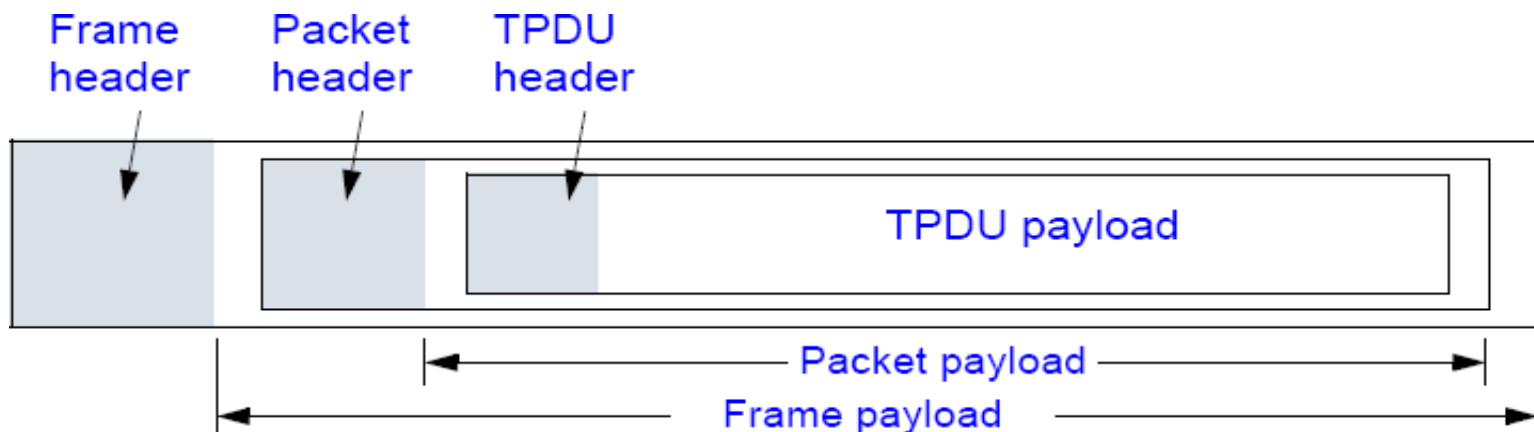 Frame header
Packet header
TPDU header
TPDU payload
Packet payload
Frame payload